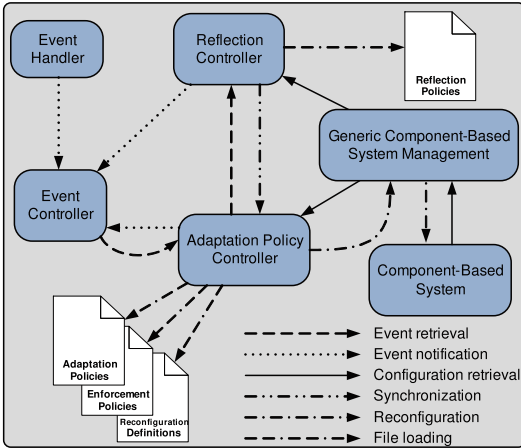 Event
Handler
Reflection
Controller
Reflection
Policies
Generic Component-Based
System Management
Event
Controller
Adaptation Policy
Controller
Component-Based
System
Adaptation
Policies
Enforcement
Policies
Reconfiguration
Definitions
Event retrieval
Event notification
Configuration retrieval
Synchronization
Reconfiguration
File loading